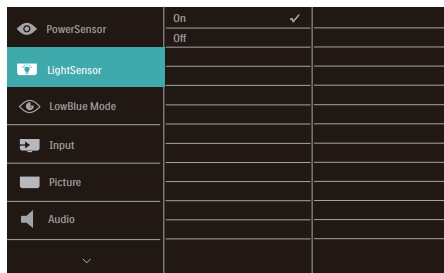 PowerSensor
On
Off
LightSensor
LowBlue Mode
Input
Picture
Audio